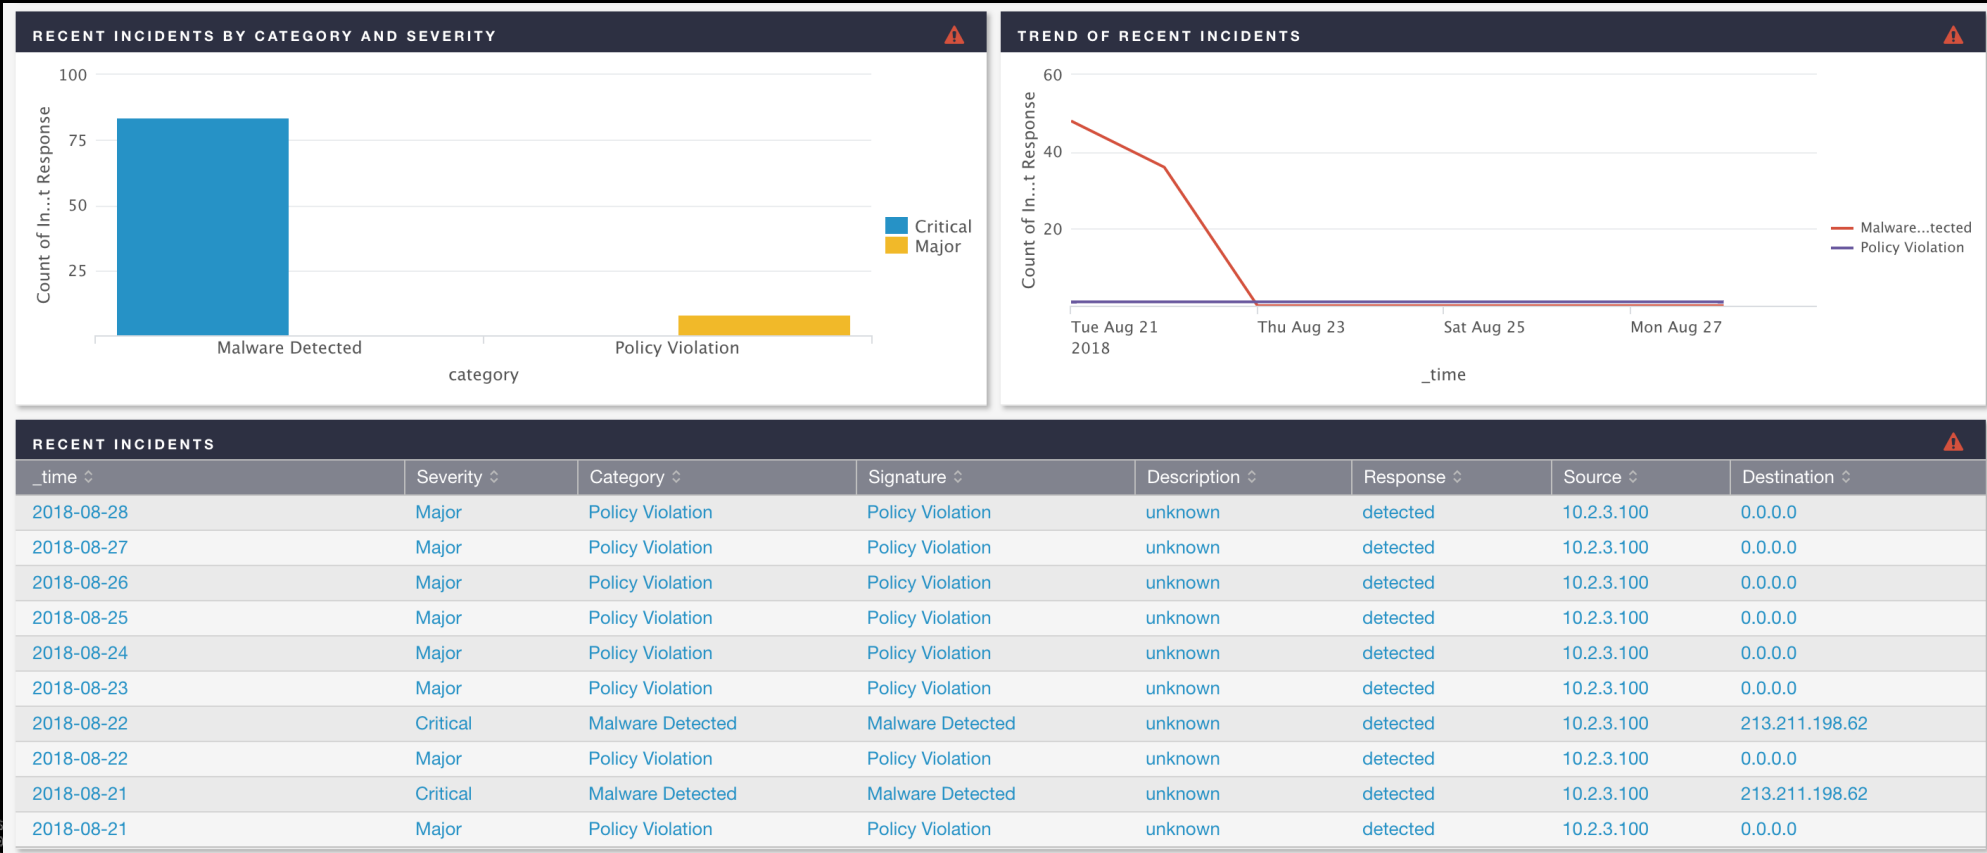 RECENT INCIDENTS BY CATEGORY AND SEVERITY
100
75
50
25
Count of In...t Response
Malware Detected Policy Violation
category
Critical
Major
TREND OF RECENT INCIDENTS
60
40
20
Count of In...t Response
Tue Aug 21 Thu Aug 23 Sat Aug 25 Mon Aug 27
2018
_time
Malware...tected
Policy Violation
RECENT INCIDENTS
_time Severity Category Signature Description Response Source Destination
2018-08-28 Major Policy Violation Policy Violation unknown detected 10.2.3.100 0.0.0.0
2018-08-27 Major Policy Violation Policy Violation unknown detected 10.2.3.100 0.0.0.0
2018-08-26 Major Policy Violation Policy Violation unknown detected 10.2.3.100 0.0.0.0
2018-08-25 Major Policy Violation Policy Violation unknown detected 10.2.3.100 0.0.0.0
2018-08-24 Major Policy Violation Policy Violation unknown detected 10.2.3.100 0.0.0.0
2018-08-23 Major Policy Violation Policy Violation unknown detected 10.2.3.100 0.0.0.0
2018-08-22 Critical Malware Detected Malware Detected unknown detected 10.2.3.100 213.211.198.62
2018-08-22 Major Policy Violation Policy Violation unknown detected 10.2.3.100 0.0.0.0
2018-08-21 Critical Malware Detected Malware Detected unknown detected 10.2.3.100 213.211.198.62
2018-08-21 Major Policy Violation Policy Violation unknown detected 10.2.3.100 0.0.0.0